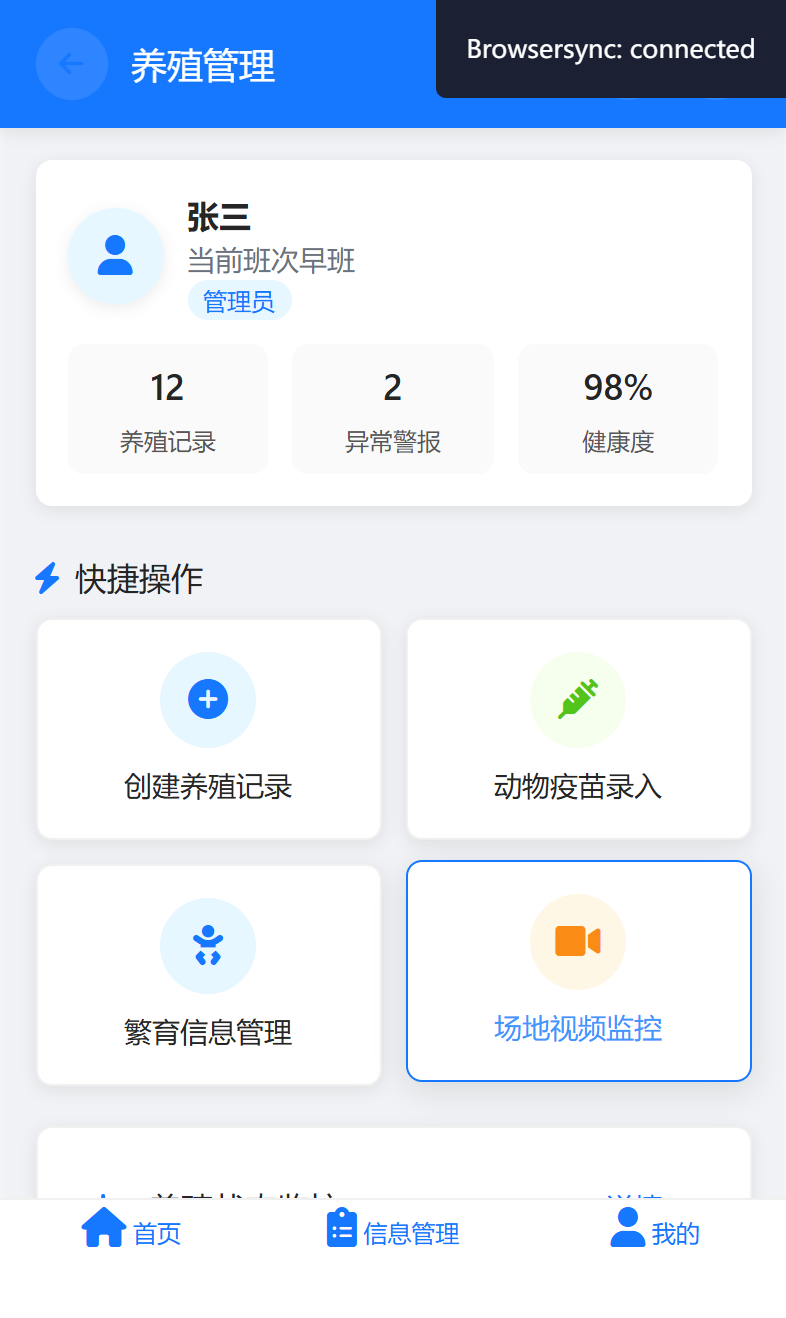 养殖管理
Browsersync: connected
张三
当前班次早班
管理员
12
2
98%
养殖记录
异常警报
健康度
快捷操作
创建养殖记录
动物疫苗录入
繁育信息管理
场地视频监控
首页
信息管理
我的